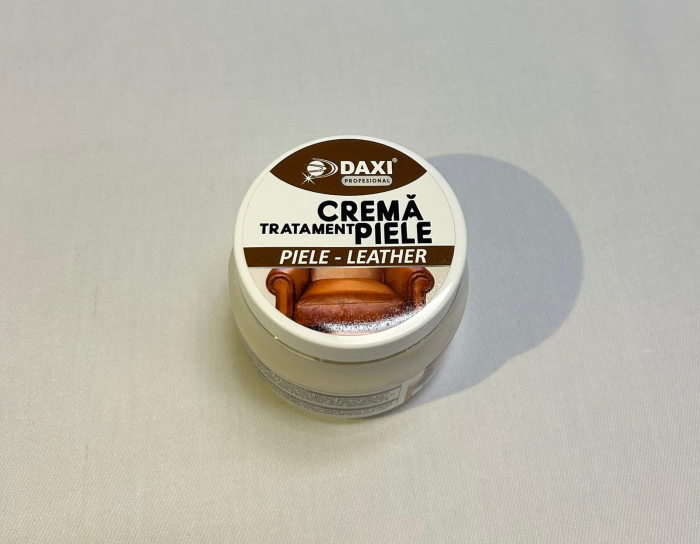 DAXI®
PROFESIONAL
CREMĂ
TRATAMENT PIELE
PIELE - LEATHER